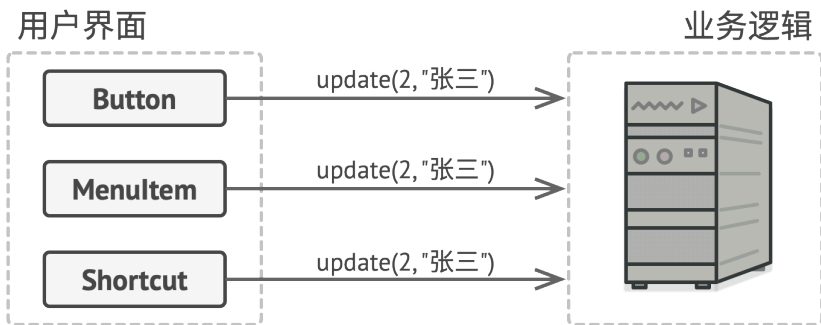 用户界面
业务逻辑
Button
update(2, "张三")
MenuItem
update(2, "张三")
Shortcut
update(2, "张三")